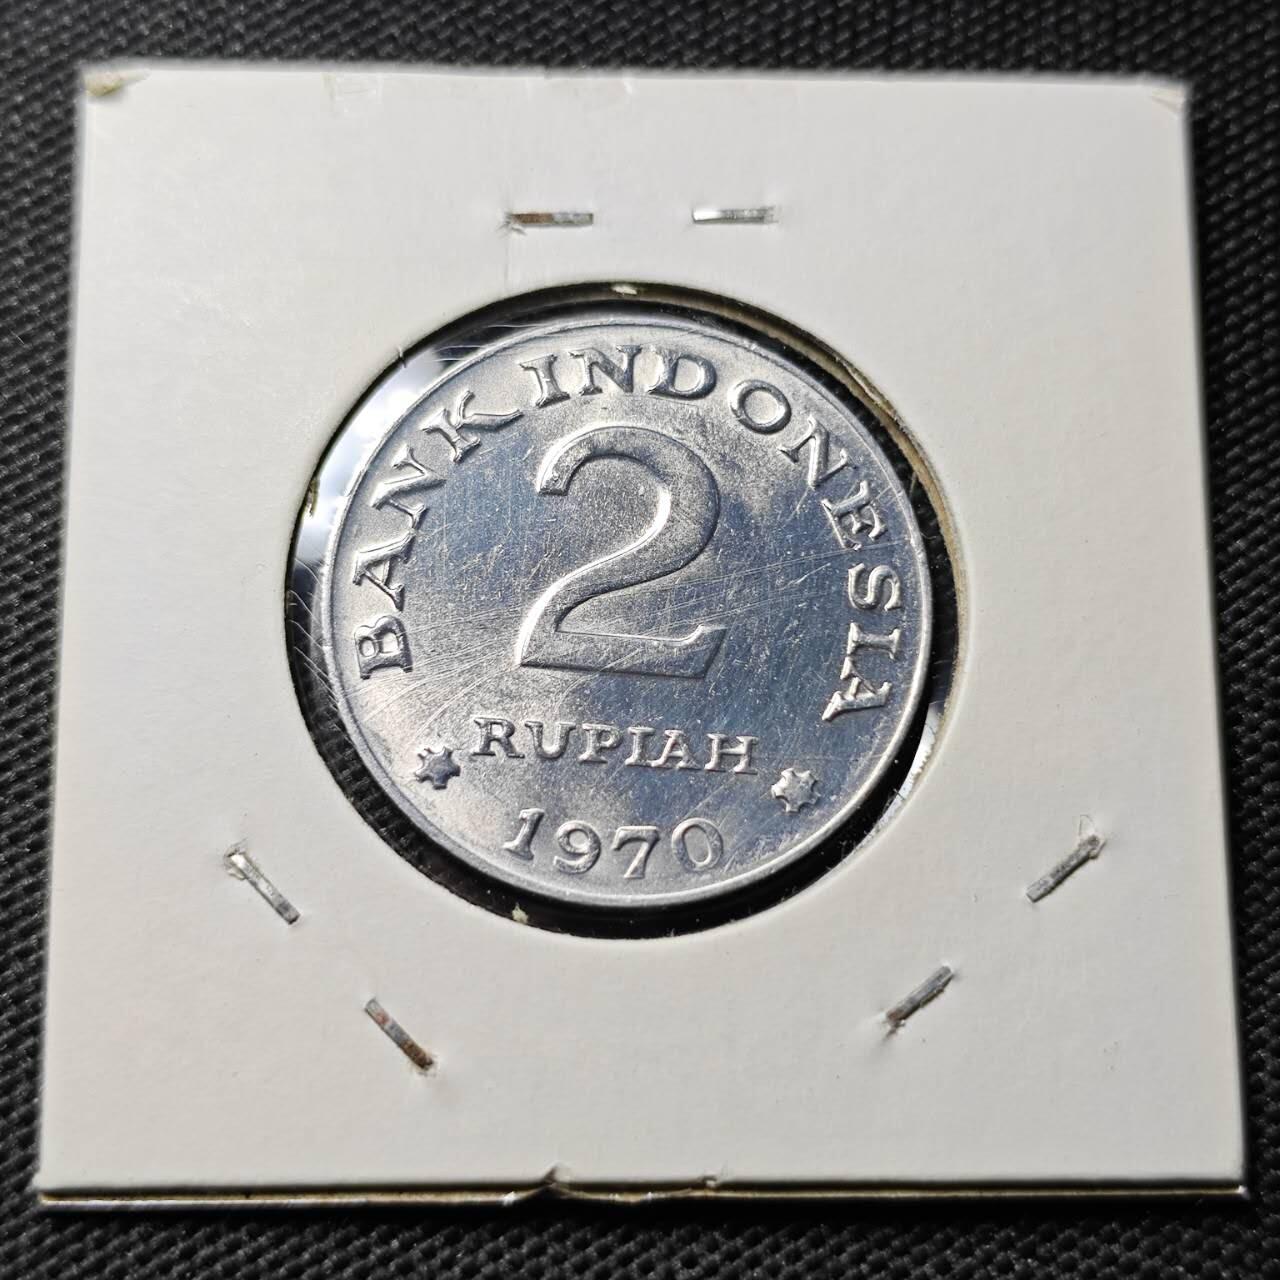 BANK INDONESIA
2
RUPIAH
1970